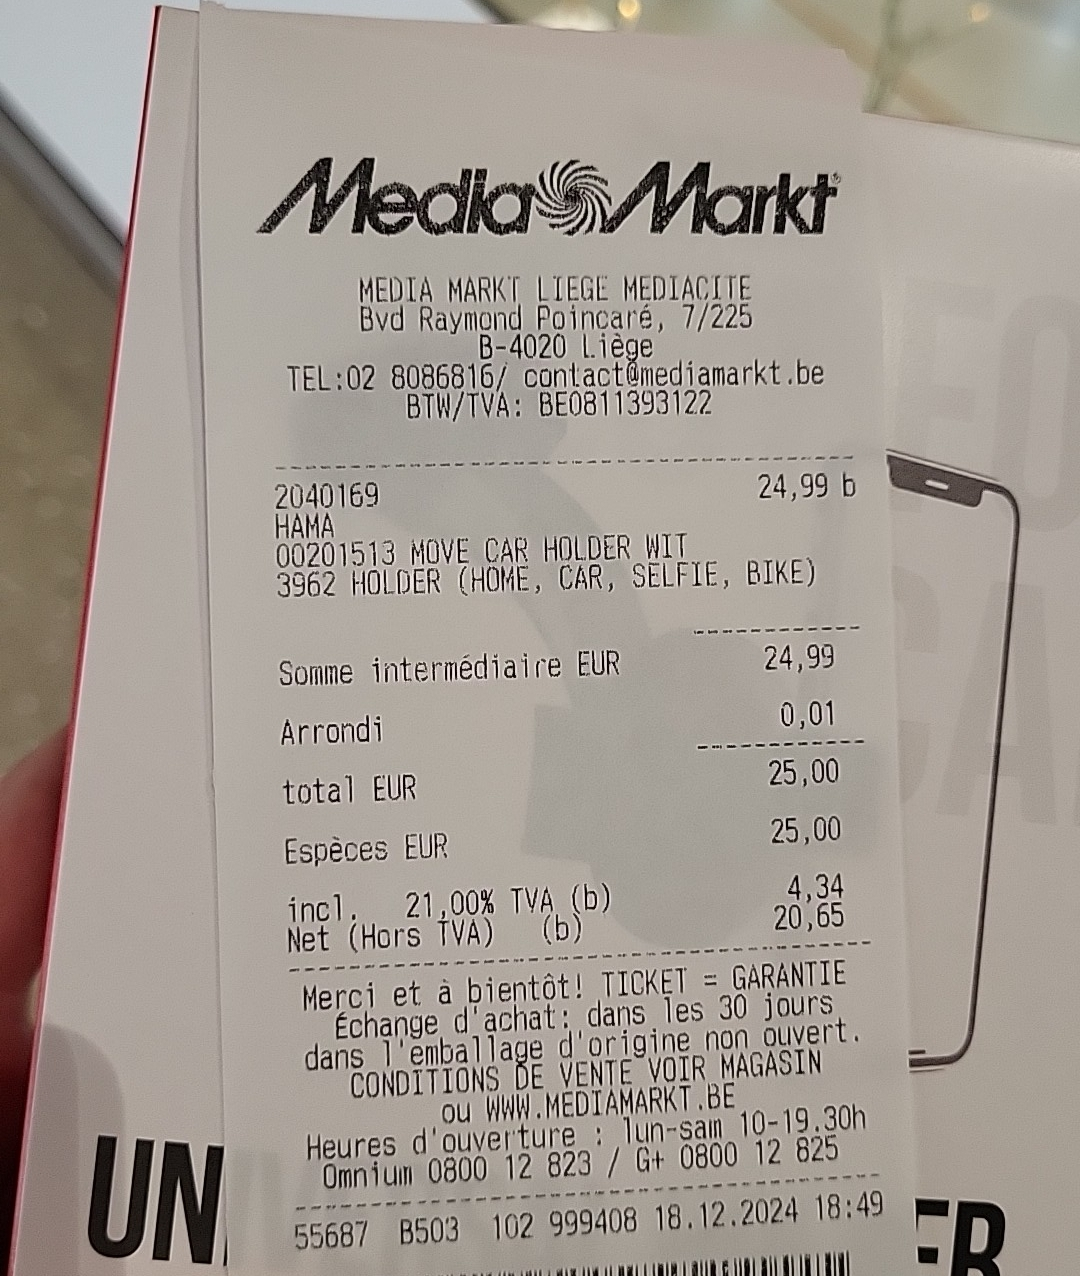 Media Markt
MEDIA MARKT LIEGE MEDIACITE
Bvd Raymond Poincaré, 7/225
B-4020 Liège
TEL:02 8086816/ contact@mediamarkt.be
BTW/TVA: BE0811393122
2040169 24,99 b
HAMA
00201513 MOVE CAR HOLDER WIT
3962 HOLDER (HOME, CAR, SELFIE, BIKE)
Somme intermédiaire EUR 24,99
Arrondi 0,01
total EUR 25,00
Espèces EUR 25,00
incl. 21,00% TVA (b) 4,34
Net (Hors TVA) (b) 20,65
Merci et à bientôt! TICKET = GARANTIE
Échange d'achat: dans les 30 jours
dans l'emballage d'origine non ouvert.
CONDITIONS DE VENTE VOIR MAGASIN
ou WWW.MEDIAMARKT.BE
Heures d'ouverture : lun-sam 10-19.30h
Omnium 0800 12 823 / G+ 0800 12 825
55687 B503 102 999408 18.12.2024 18:49